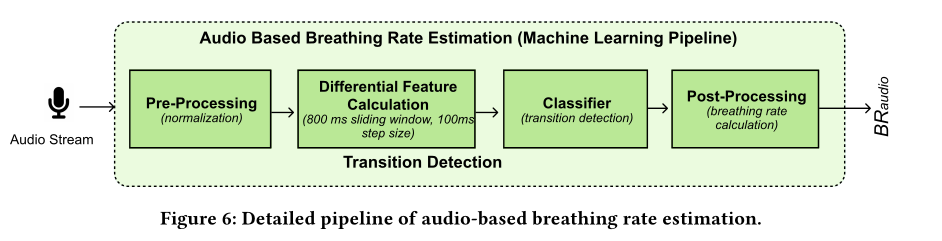 Audio Based Breathing Rate Estimation (Machine Learning Pipeline)
Audio Stream
Pre-Processing
(normalization)
Differential Feature
Calculation
(800 ms sliding window, 100ms
step size)
Classifier
(transition detection)
Post-Processing
(breathing rate
calculation)
BRaudio
Transition Detection
Figure 6: Detailed pipeline of audio-based breathing rate estimation.